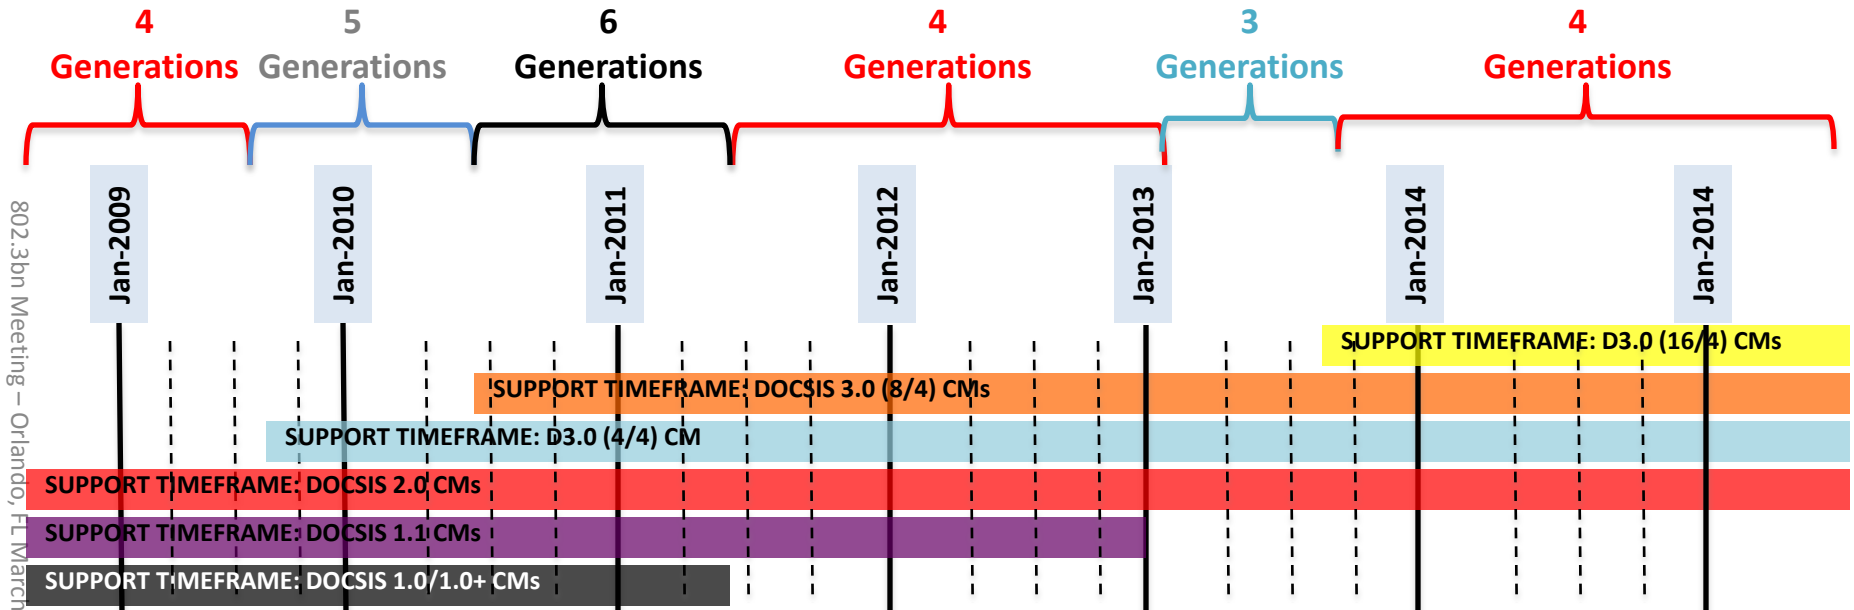 4
Generations
5
Generations
6
Generations
4
Generations
3
Generations
4
Generations
Jan-2009
Jan-2010
Jan-2011
Jan-2012
Jan-2013
Jan-2014
Jan-2014
SUPPORT TIMEFRAME: D3.0 (16/4) CMs
SUPPORT TIMEFRAME: DOCSIS 3.0 (8/4) CMs
SUPPORT TIMEFRAME: D3.0 (4/4) CM
SUPPORT TIMEFRAME: DOCSIS 2.0 CMs
SUPPORT TIMEFRAME: DOCSIS 1.1 CMs
SUPPORT TIMEFRAME: DOCSIS 1.0/1.0+ CMs
802.3bn Meeting – Orlando, FL March